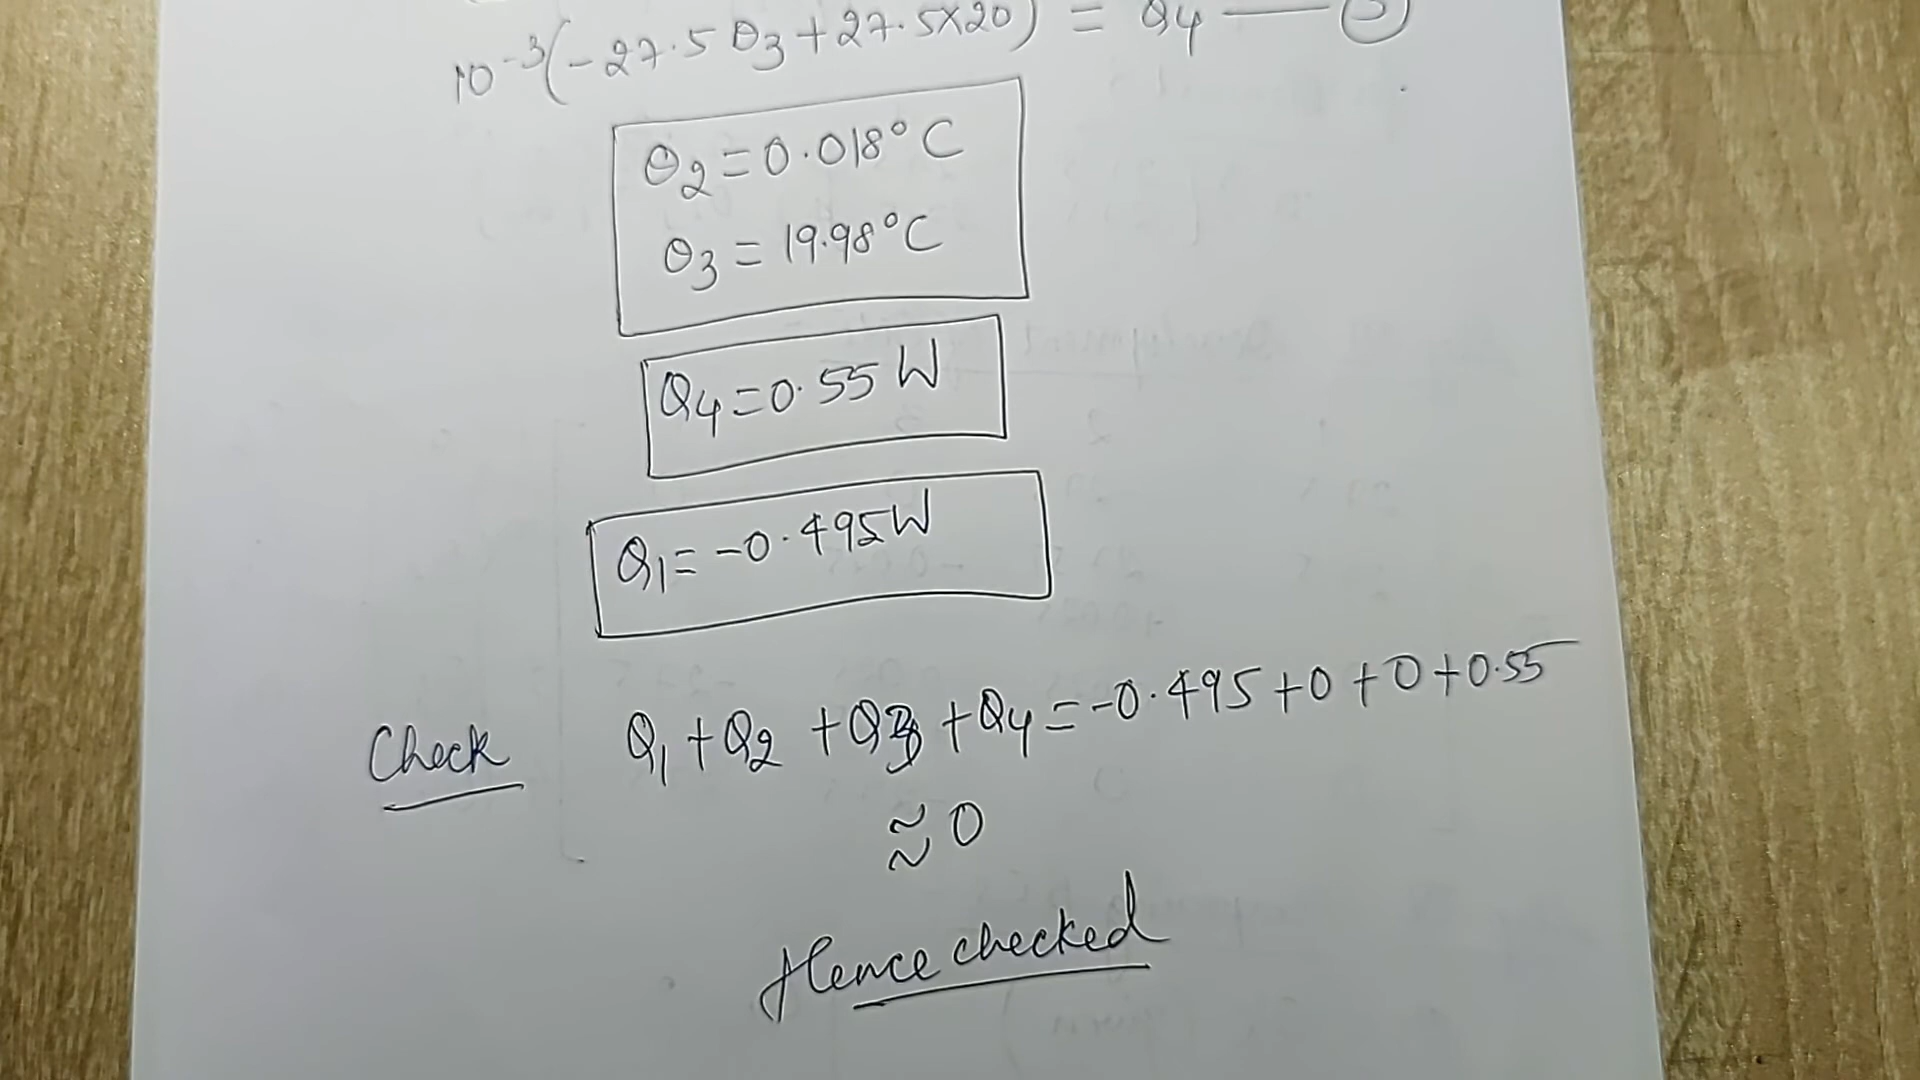 10⁻³(-27.5 θ₃ + 27.5×20) = Q₄ — ③
θ₂ = 0.018°C
θ₃ = 19.98°C
Q₄ = 0.55 W
Q₁ = -0.495W
Check Q₁ + Q₂ + Q₃ + Q₄ = -0.495 + 0 + 0 + 0.55
≈ 0
Hence checked